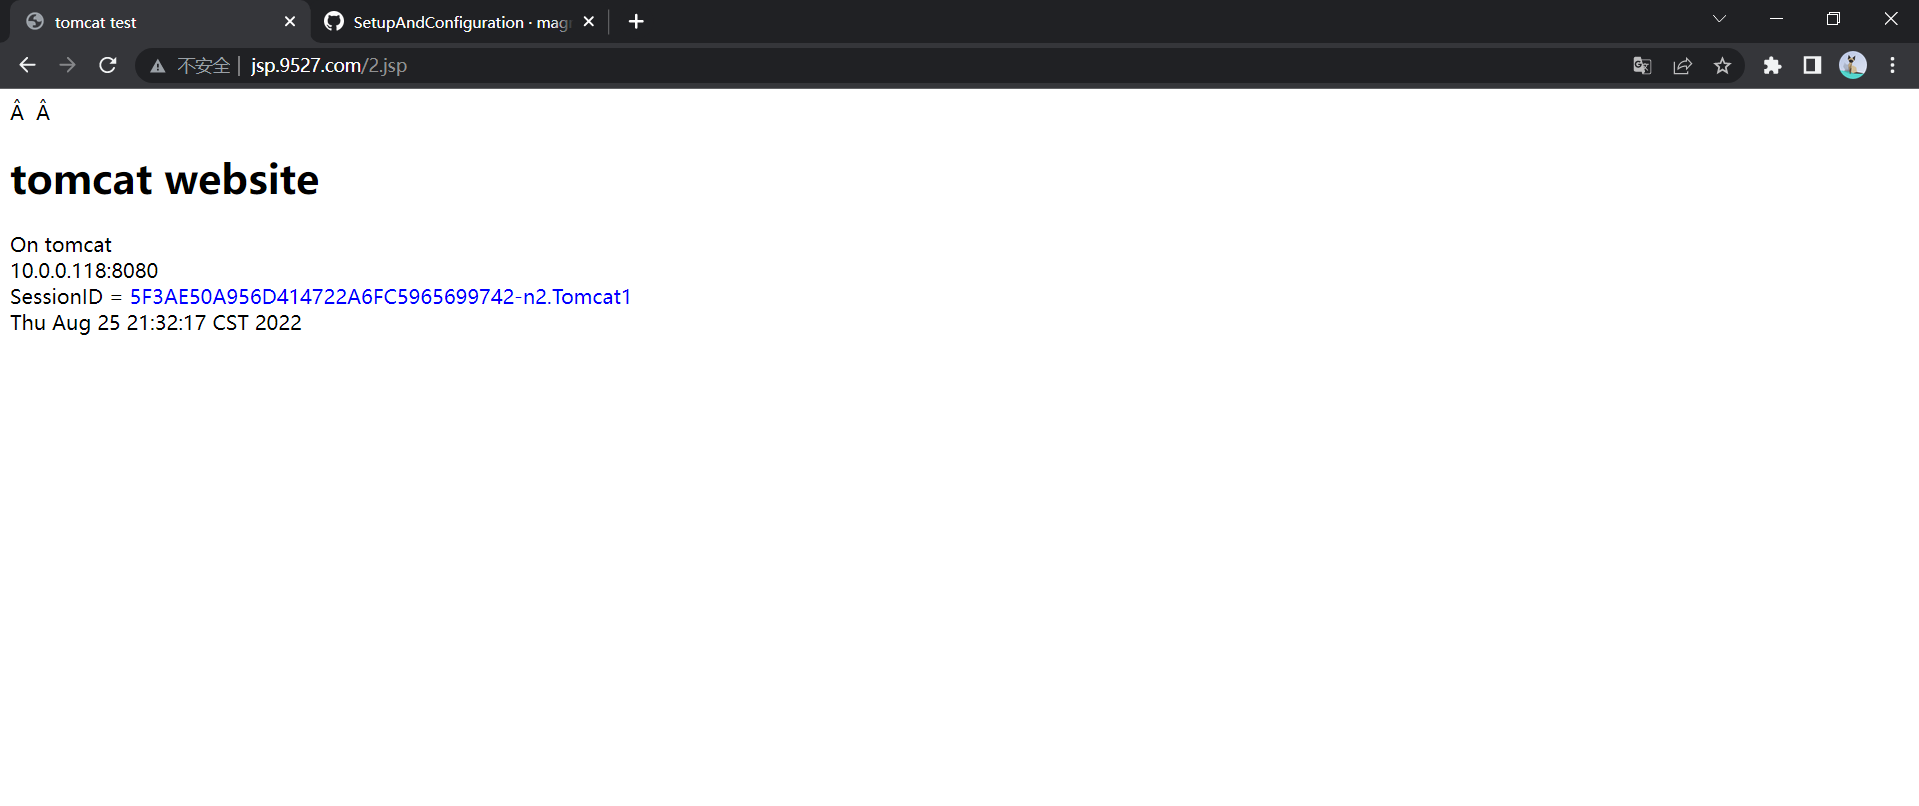 tomcat test
SetupAndConfiguration · mag
不安全 | jsp.9527.com/2.jsp
Â Â
tomcat website
On tomcat
10.0.0.118:8080
SessionID = 5F3AE50A956D414722A6FC5965699742-n2.Tomcat1
Thu Aug 25 21:32:17 CST 2022